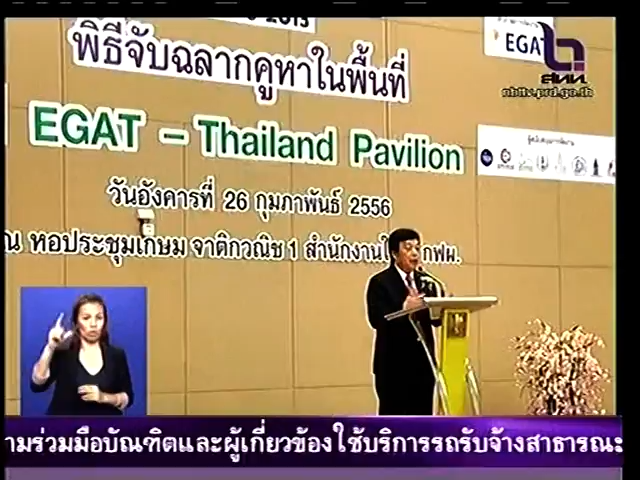 2013
พิธีจับฉลากคูหาในพื้นที่
EGAT – Thailand Pavilion
วันอังคารที่ 26 กุมภาพันธ์ 2556
ณ หอประชุมเกษม จาติกวณิช 1 สำนักงานใ กฟผ.
EGAT
สทท.
nbttv.prd.go.th
ามร่วมมือบัณฑิตและผู้เกี่ยวข้องใช้บริการรถรับจ้างสาธารณะ